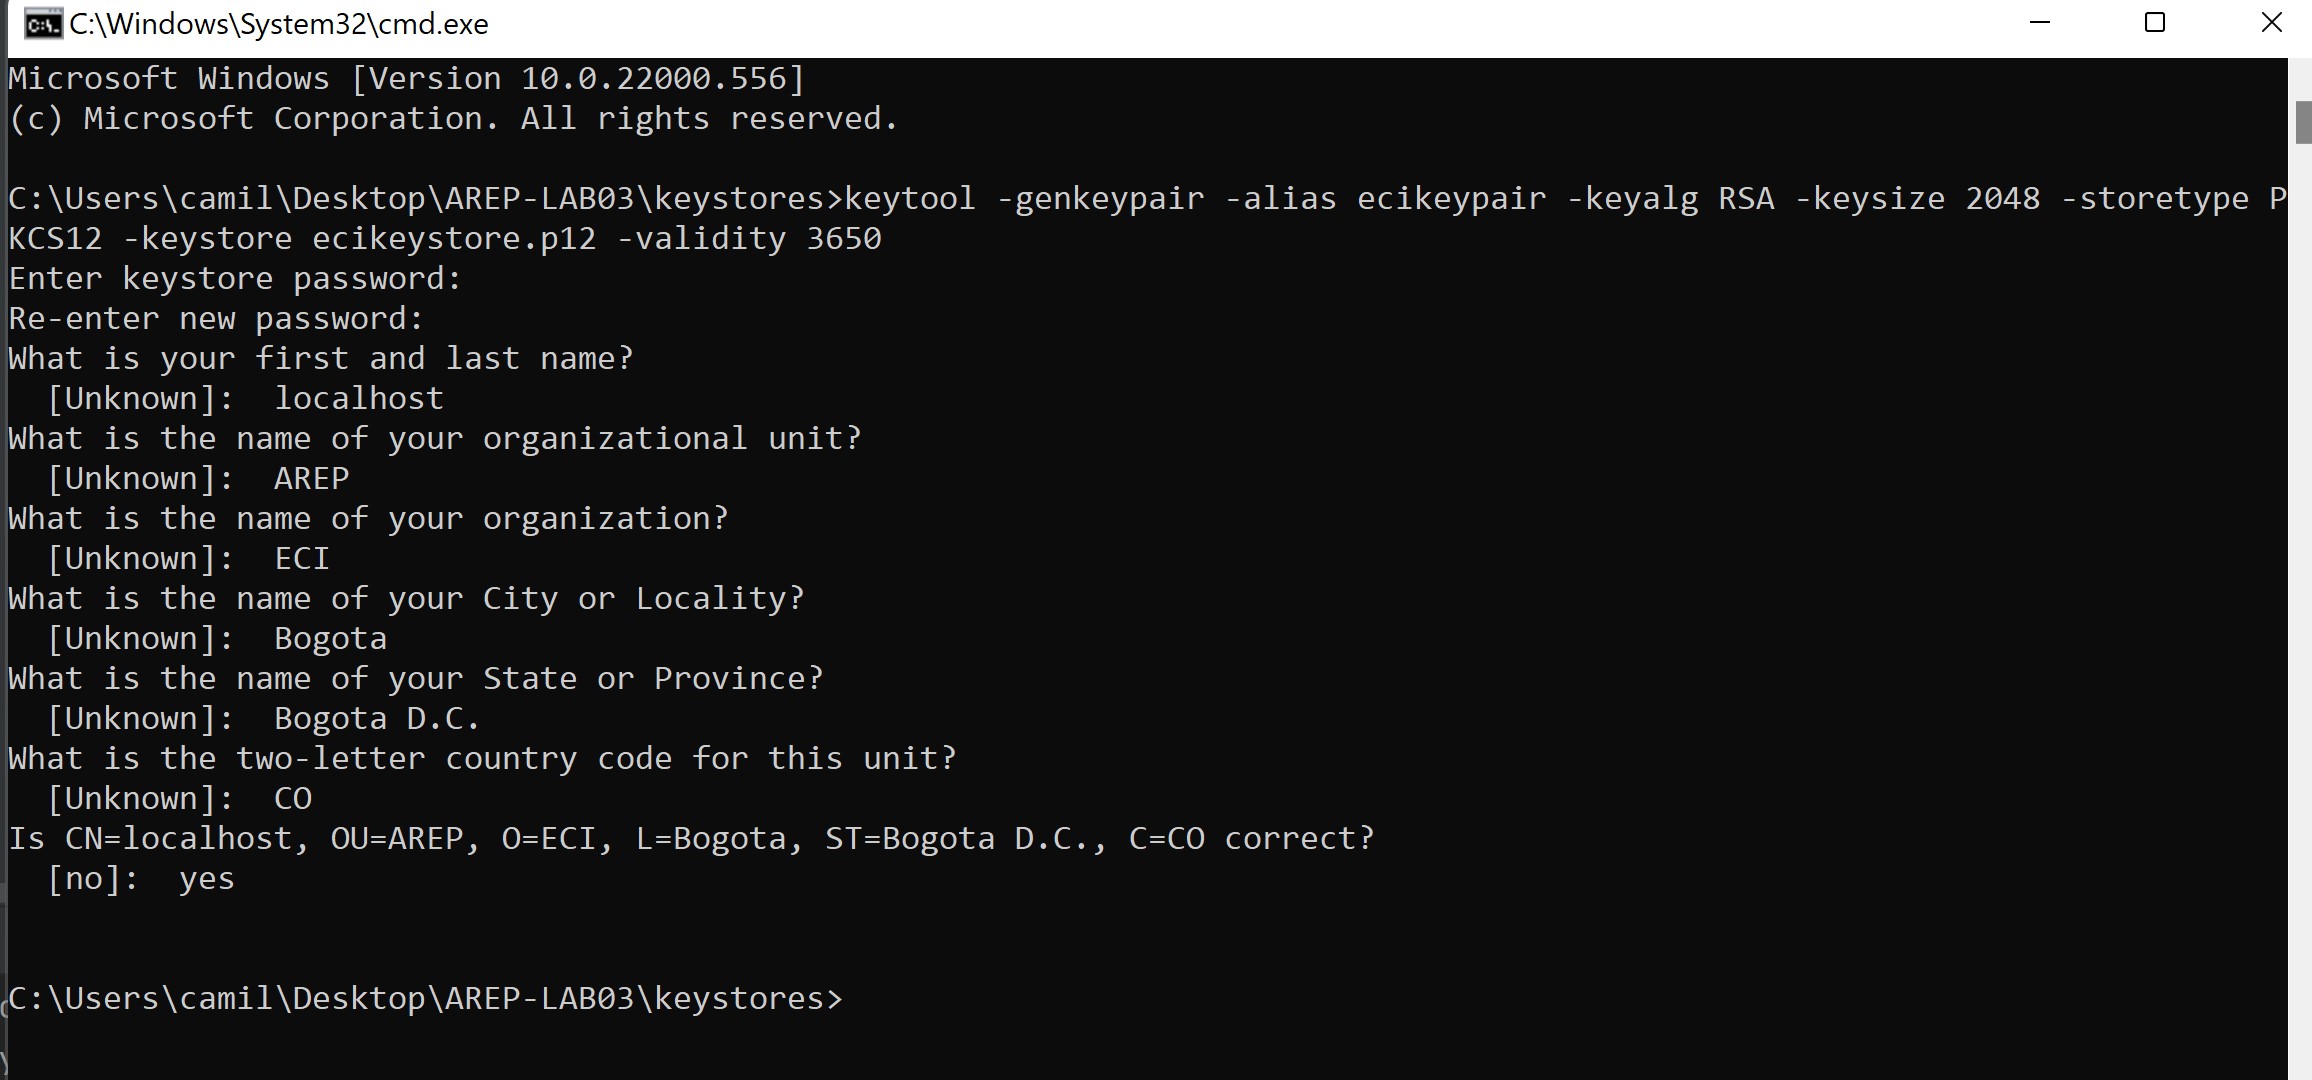 C:\Windows\System32\cmd.exe
Microsoft Windows [Version 10.0.22000.556]
(c) Microsoft Corporation. All rights reserved.
C:\Users\camil\Desktop\AREP-LAB03\keystores>keytool -genkeypair -alias ecikeypair -keyalg RSA -keysize 2048 -storetype P
KCS12 -keystore ecikeystore.p12 -validity 3650
Enter keystore password:
Re-enter new password:
What is your first and last name?
  [Unknown]:  localhost
What is the name of your organizational unit?
  [Unknown]:  AREP
What is the name of your organization?
  [Unknown]:  ECI
What is the name of your City or Locality?
  [Unknown]:  Bogota
What is the name of your State or Province?
  [Unknown]:  Bogota D.C.
What is the two-letter country code for this unit?
  [Unknown]:  CO
Is CN=localhost, OU=AREP, O=ECI, L=Bogota, ST=Bogota D.C., C=CO correct?
  [no]:  yes
C:\Users\camil\Desktop\AREP-LAB03\keystores>